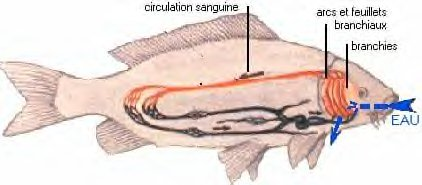 circulation sanguine
arcs et feuillets
branchiaux
branchies
EAU